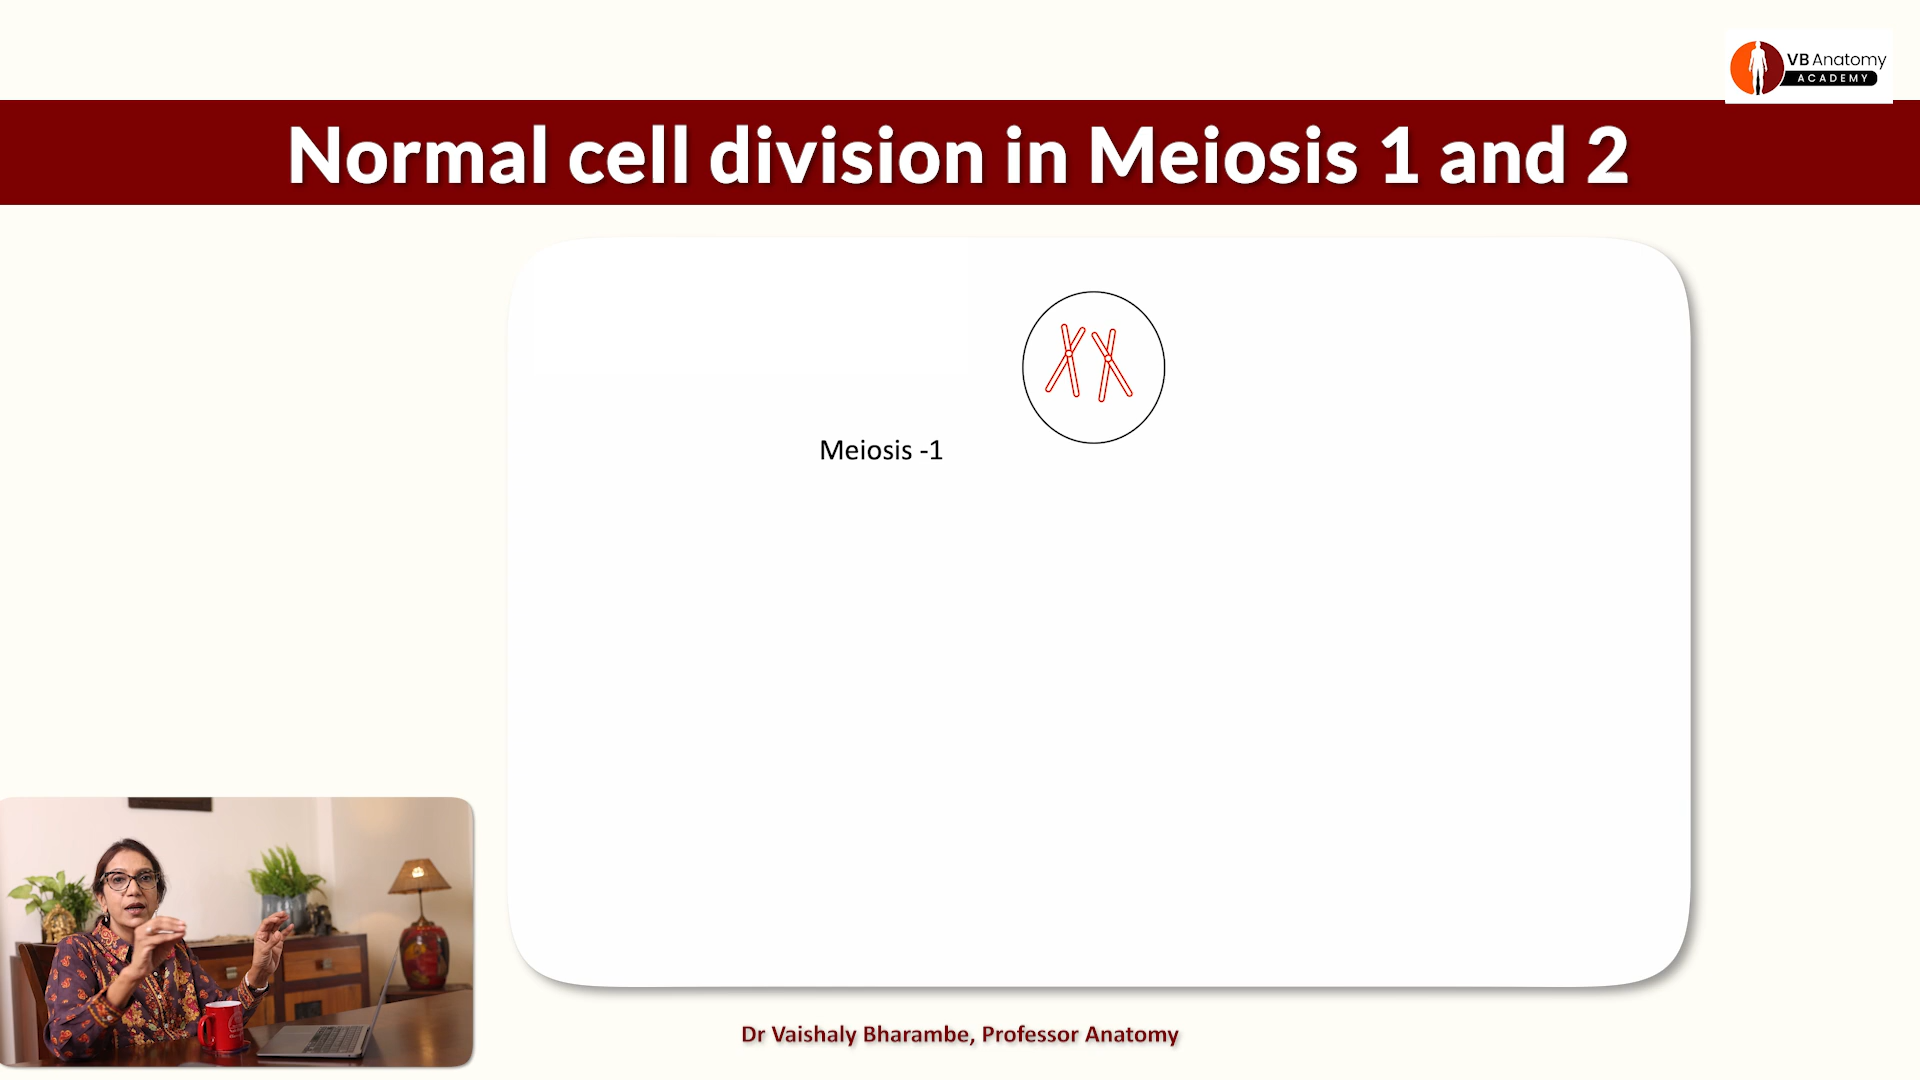 VB Anatomy
ACADEMY
Normal cell division in Meiosis 1 and 2
Meiosis -1
Dr Vaishaly Bharambe, Professor Anatomy